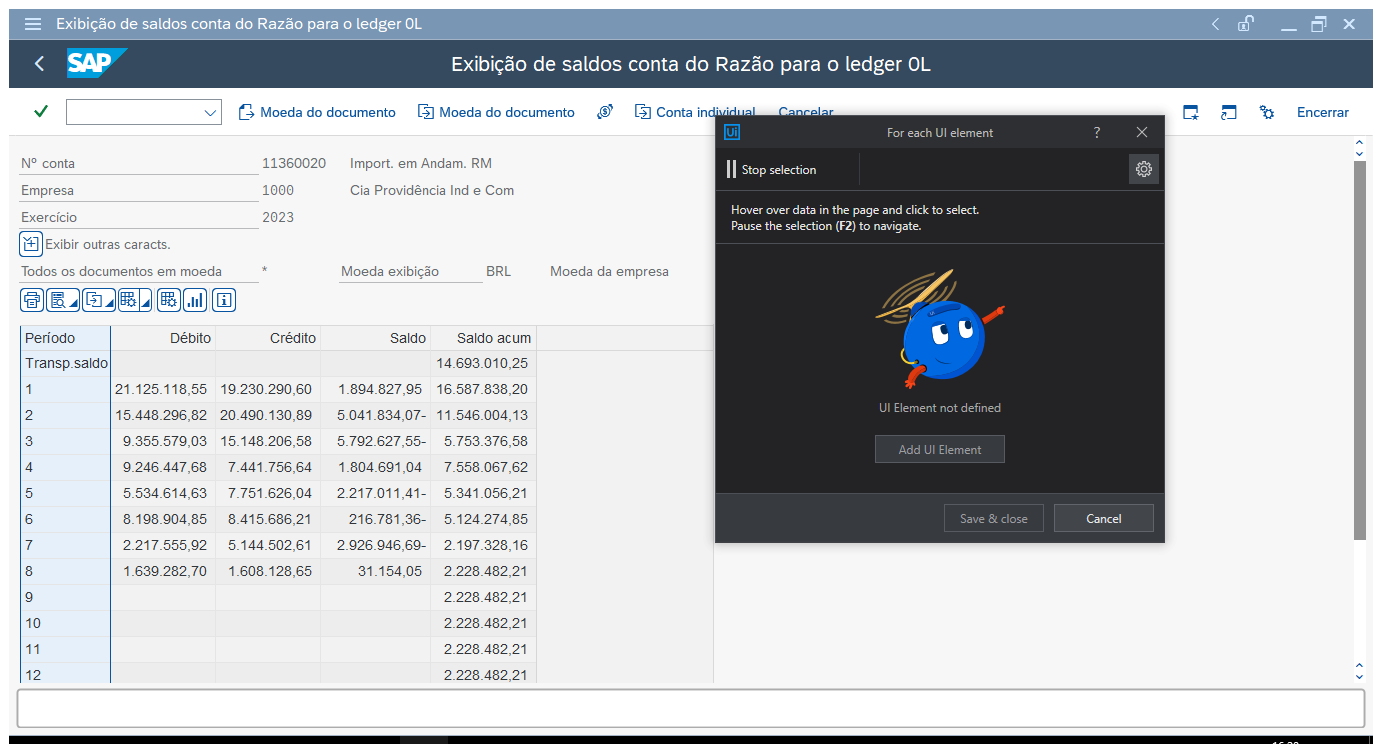 Exibição de saldos conta do Razão para o ledger 0L
SAP
Exibição de saldos conta do Razão para o ledger 0L
Moeda do documento Moeda do documento Conta individual Cancelar Encerrar
Nº conta 11360020 Import. em Andam. RM
Empresa 1000 Cia Providência Ind e Com
Exercício 2023
Exibir outras caracts.
Todos os documentos em moeda * Moeda exibição BRL Moeda da empresa
Período Débito Crédito Saldo Saldo acum
Transp.saldo 14.693.010,25
1 21.125.118,55 19.230.290,60 1.894.827,95 16.587.838,20
2 15.448.296,82 20.490.130,89 5.041.834,07- 11.546.004,13
3 9.355.579,03 15.148.206,58 5.792.627,55- 5.753.376,58
4 9.246.447,68 7.441.756,64 1.804.691,04 7.558.067,62
5 5.534.614,63 7.751.626,04 2.217.011,41- 5.341.056,21
6 8.198.904,85 8.415.686,21 216.781,36- 5.124.274,85
7 2.217.555,92 5.144.502,61 2.926.946,69- 2.197.328,16
8 1.639.282,70 1.608.128,65 31.154,05 2.228.482,21
9 2.228.482,21
10 2.228.482,21
11 2.228.482,21
12 2.228.482,21
Ui For each UI element ?
Stop selection
Hover over data in the page and click to select.
Pause the selection (F2) to navigate.
UI Element not defined
Add UI Element
Save & close Cancel